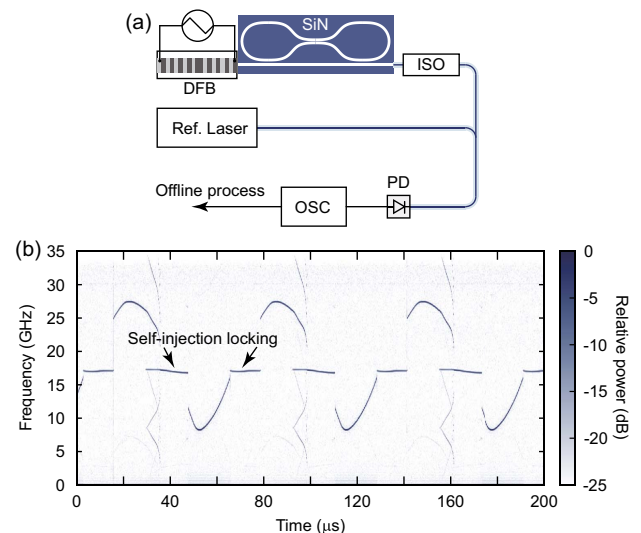 (a)
SiN
DFB
ISO
Ref. Laser
PD
Offline process
OSC
(b)
35
30
25
20
15
10
5
0
Frequency (GHz)
Self-injection locking
0
40
80
120
160
200
Time (μs)
0
-5
-10
-15
-20
-25
Relative power (dB)